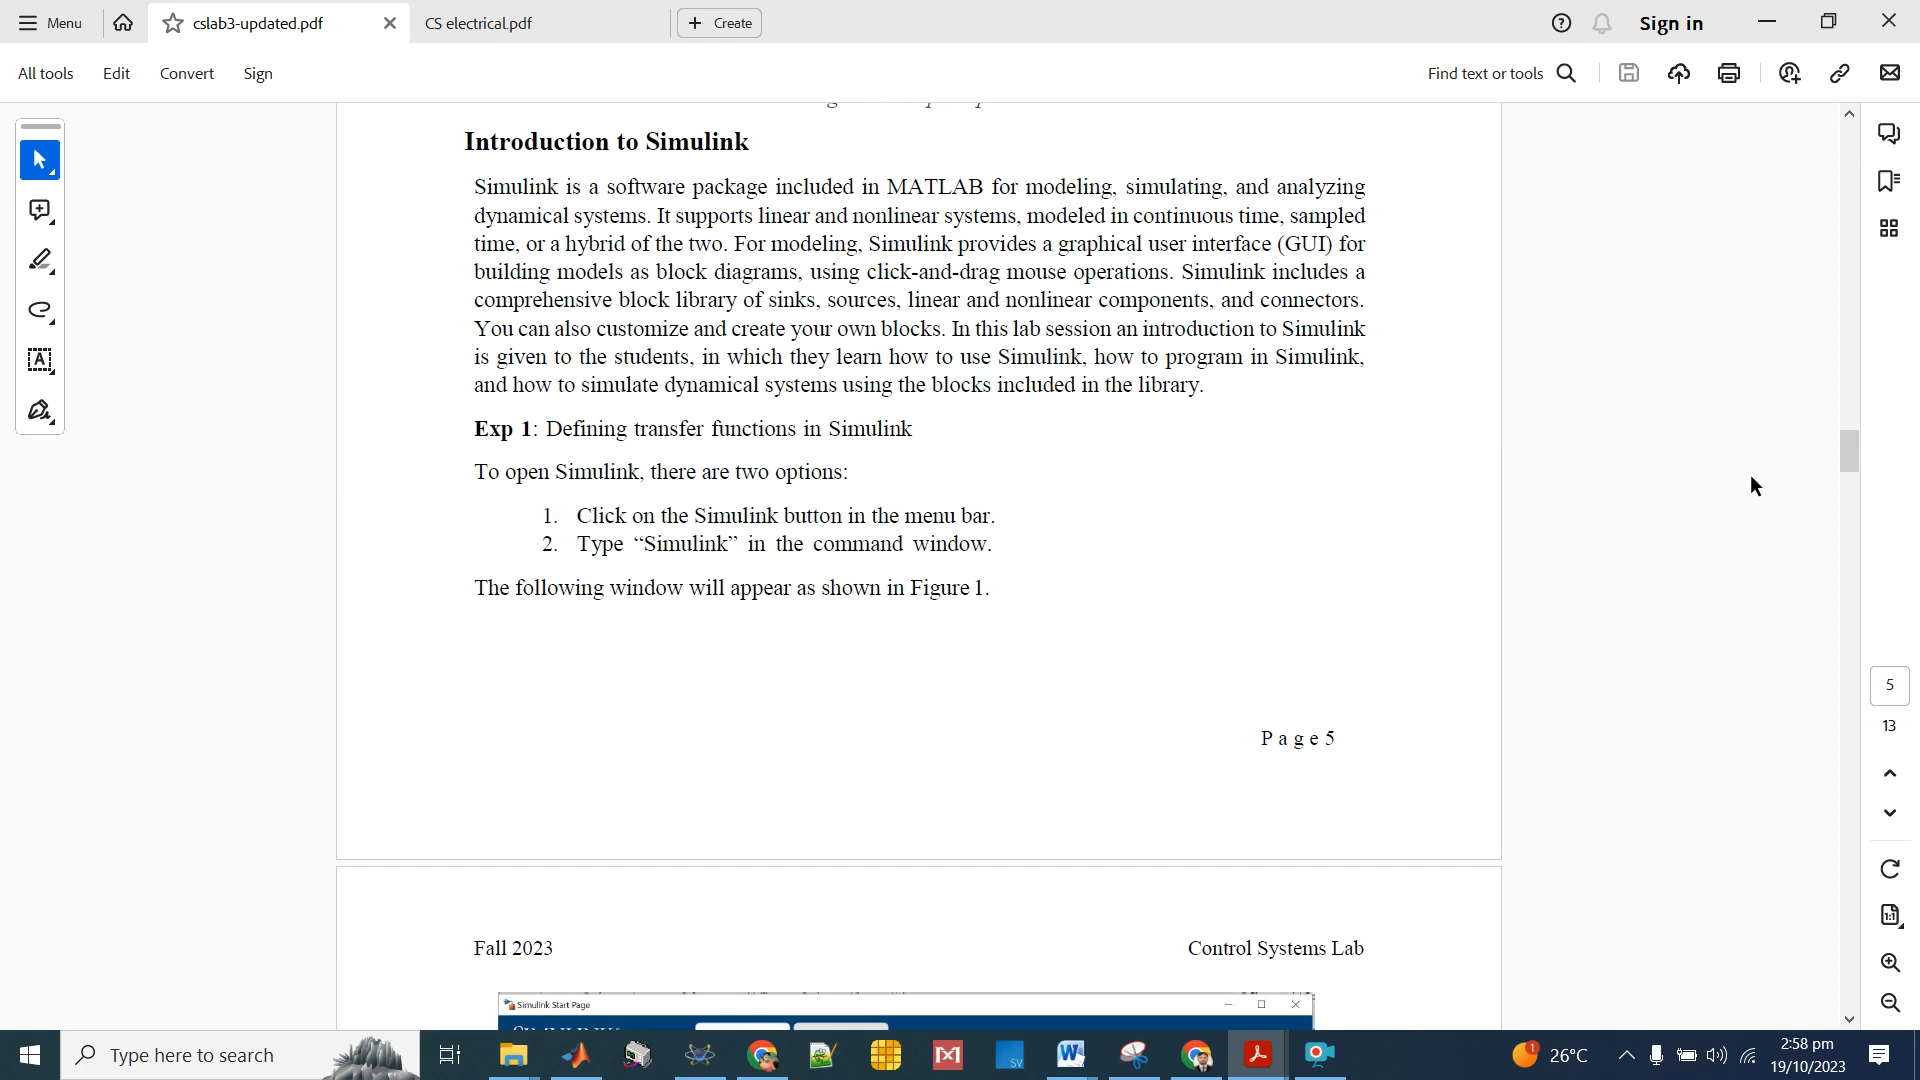 Menu
cslab3-updated.pdf
CS electrical.pdf
Create
Sign in
All tools
Edit
Convert
Sign
Find text or tools
Introduction to Simulink
Simulink is a software package included in MATLAB for modeling, simulating, and analyzing
dynamical systems. It supports linear and nonlinear systems, modeled in continuous time, sampled
time, or a hybrid of the two. For modeling, Simulink provides a graphical user interface (GUI) for
building models as block diagrams, using click-and-drag mouse operations. Simulink includes a
comprehensive block library of sinks, sources, linear and nonlinear components, and connectors.
You can also customize and create your own blocks. In this lab session an introduction to Simulink
is given to the students, in which they learn how to use Simulink, how to program in Simulink,
and how to simulate dynamical systems using the blocks included in the library.
Exp 1: Defining transfer functions in Simulink
To open Simulink, there are two options:
1. Click on the Simulink button in the menu bar.
2. Type “Simulink” in the command window.
The following window will appear as shown in Figure 1.
P a g e 5
5
13
Fall 2023
Control Systems Lab
Simulink Start Page
Type here to search
SV
1
26°C
2:58 pm
19/10/2023